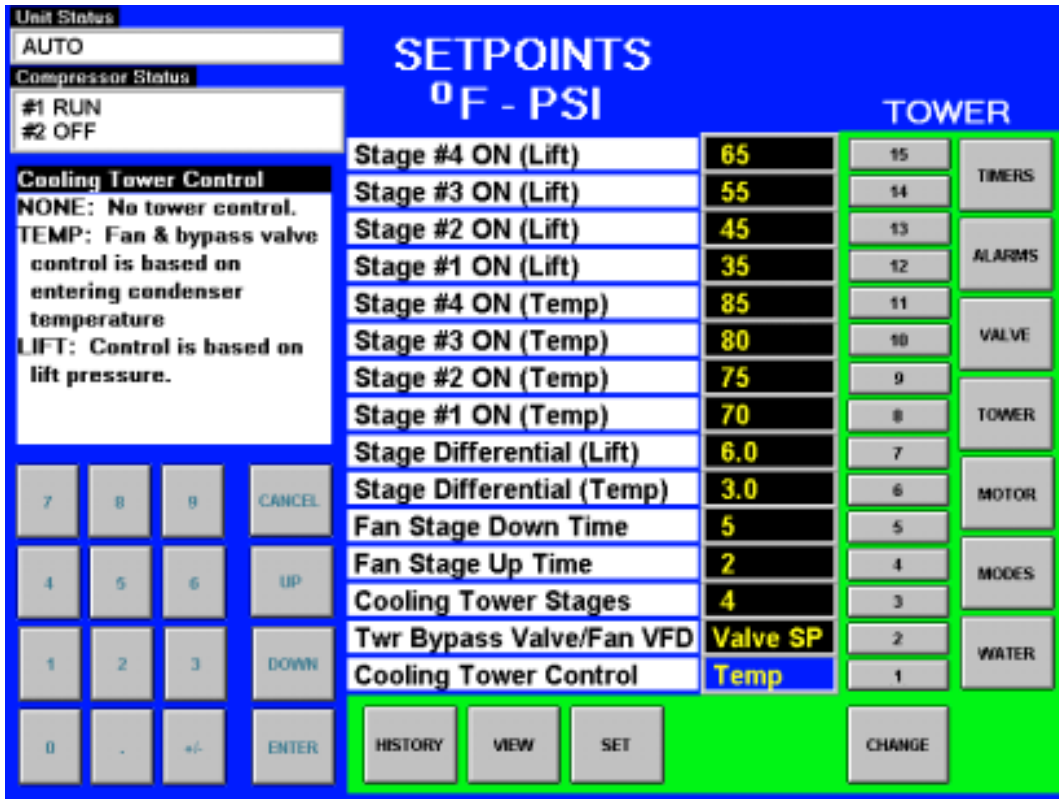 Unit Status
AUTO
Compressor Status
#1 RUN
#2 OFF
Cooling Tower Control
NONE: No tower control.
TEMP: Fan & bypass valve
control is based on
entering condenser
temperature
LIFT: Control is based on
lift pressure.
7 8 9 CANCEL
4 5 6 UP
1 2 3 DOWN
0 . +/- ENTER
SETPOINTS
⁰F - PSI
TOWER
Stage #4 ON (Lift) 65 15
Stage #3 ON (Lift) 55 14
Stage #2 ON (Lift) 45 13
Stage #1 ON (Lift) 35 12
Stage #4 ON (Temp) 85 11
Stage #3 ON (Temp) 80 10
Stage #2 ON (Temp) 75 9
Stage #1 ON (Temp) 70 8
Stage Differential (Lift) 6.0 7
Stage Differential (Temp) 3.0 6
Fan Stage Down Time 5 5
Fan Stage Up Time 2 4
Cooling Tower Stages 4 3
Twr Bypass Valve/Fan VFD Valve SP 2
Cooling Tower Control Temp 1
TIMERS
ALARMS
VALVE
TOWER
MOTOR
MODES
WATER
HISTORY VIEW SET CHANGE